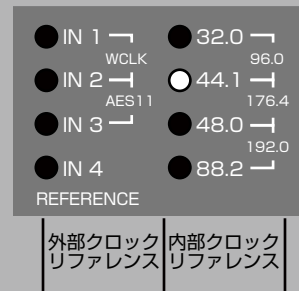 IN 1
WCLK
IN 2
AES11
IN 3
IN 4
REFERENCE
32.0
96.0
44.1
176.4
48.0
192.0
88.2
外部クロック
リファレンス
内部クロック
リファレンス